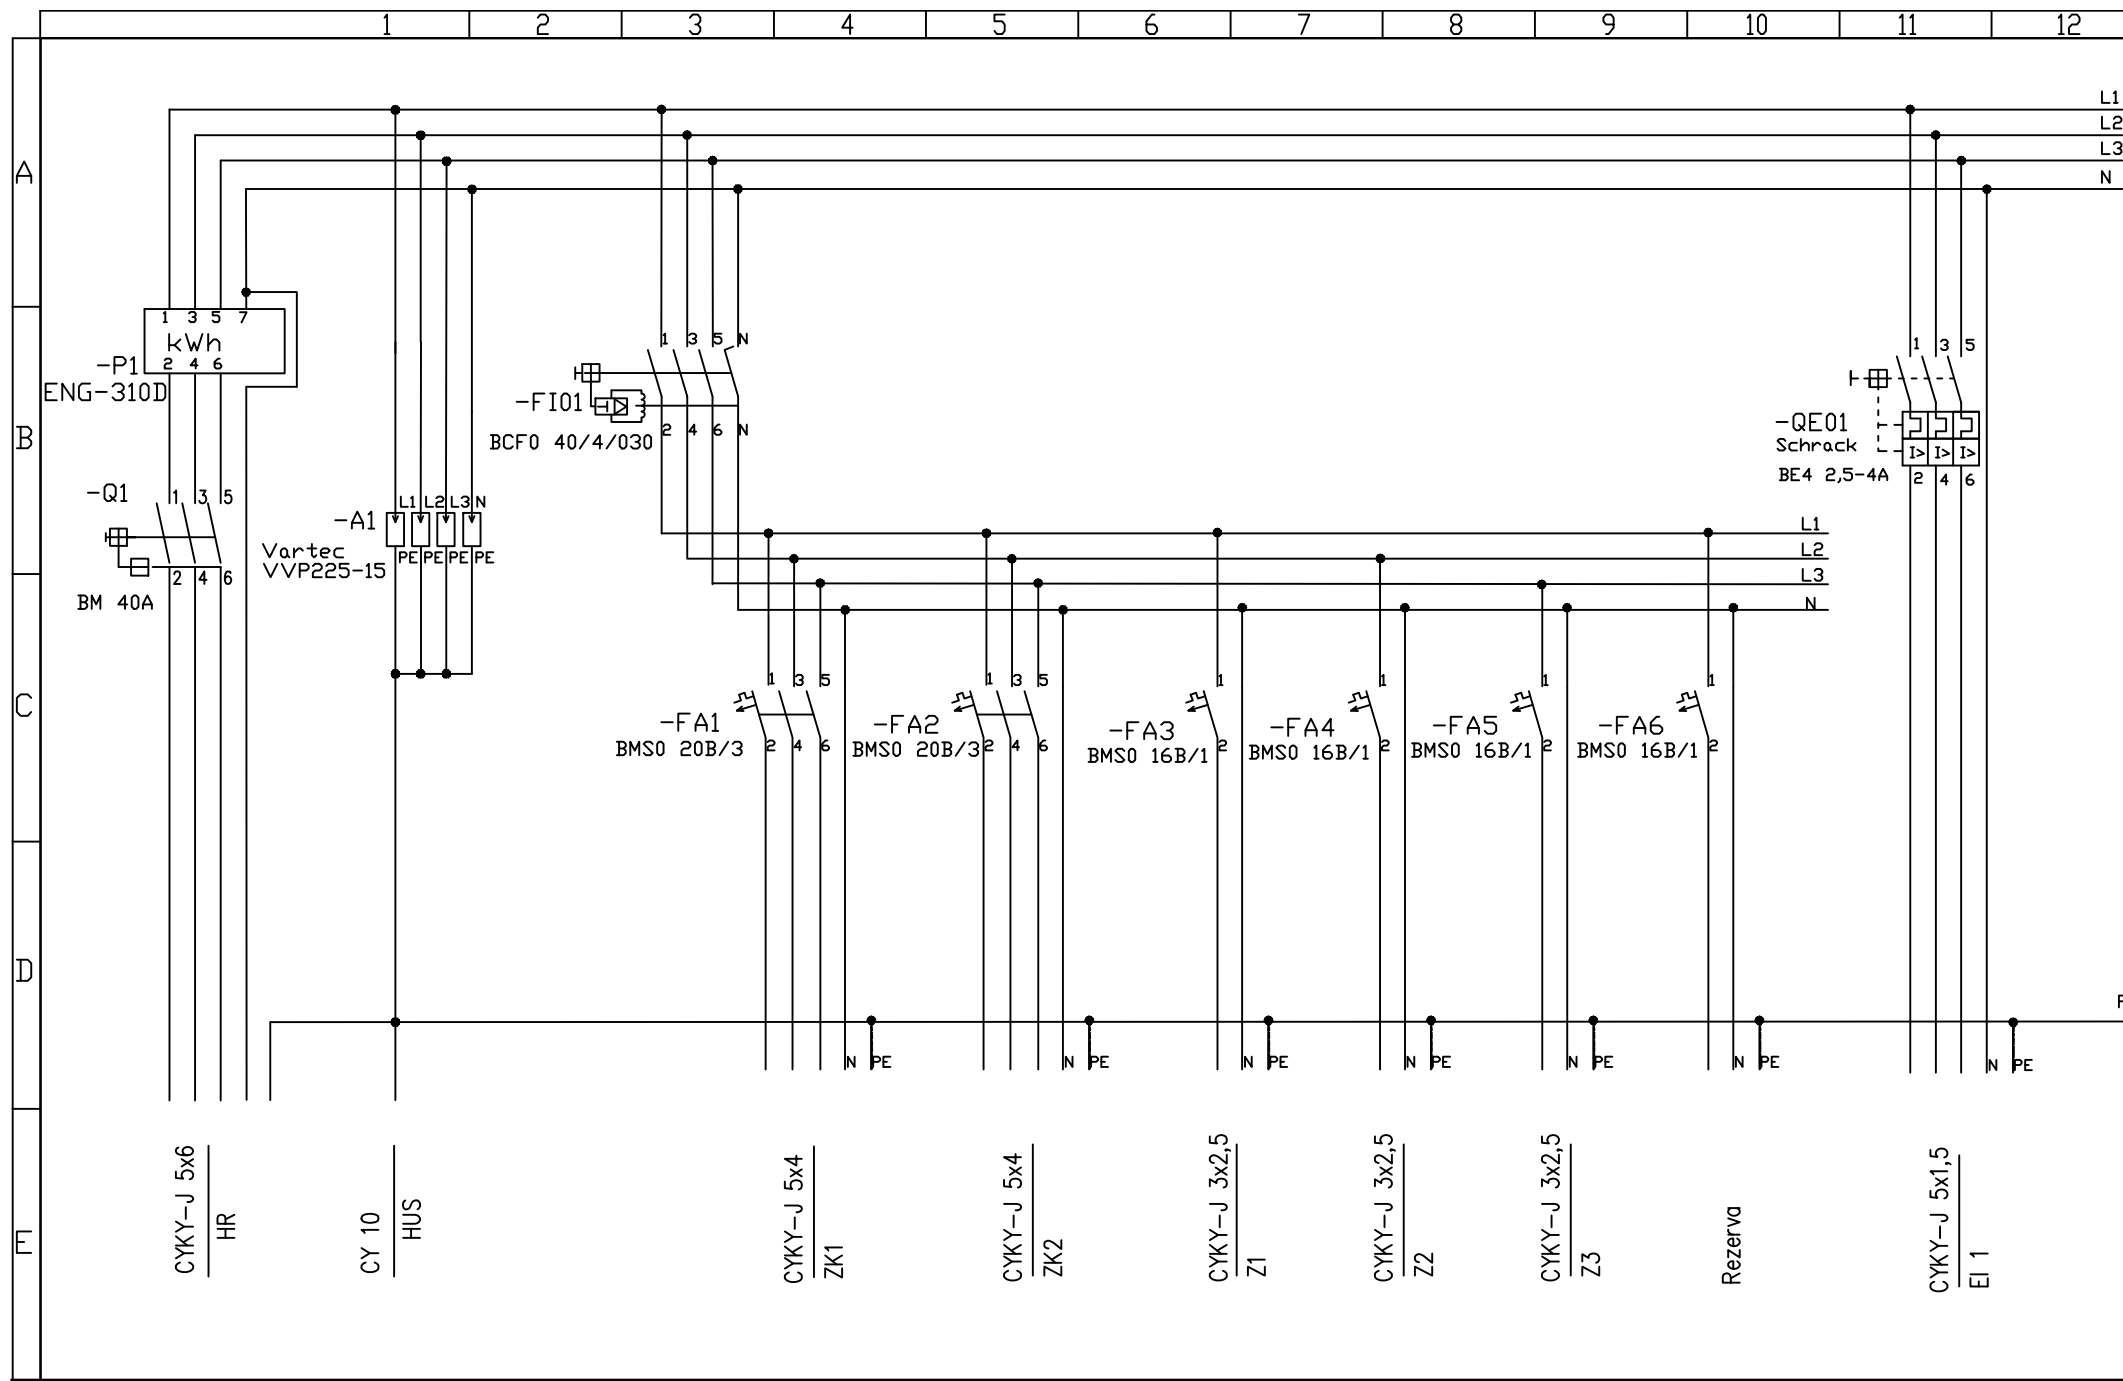 1 2 3 4 5 6 7 8 9 10 11 12
L1
L2
L3
N
A
1 3 5 7
kWh
2 4 6
-P1
ENG-310D
1 3 5 N
-FI01
2 4 6 N
BCF0 40/4/030
1 3 5
-QE01
Schrack
I> I> I>
BE4 2,5-4A
2 4 6
B
-Q1
1 3 5
2 4 6
BM 40A
L1 L2 L3 N
-A1
PE PE PE PE
Vartec
VVP225-15
L1
L2
L3
N
C
1 3 5
-FA1
BMS0 20B/3
2 4 6
1 3 5
-FA2
BMS0 20B/3
2 4 6
1
-FA3
BMS0 16B/1
2
1
-FA4
BMS0 16B/1
2
1
-FA5
BMS0 16B/1
2
1
-FA6
BMS0 16B/1
2
D
N PE
N PE
N PE
N PE
N PE
N PE
N PE
E
CYKY-J 5x6
HR
CY 10
HUS
CYKY-J 5x4
ZK1
CYKY-J 5x4
ZK2
CYKY-J 3x2,5
Z1
CYKY-J 3x2,5
Z2
CYKY-J 3x2,5
Z3
Rezerva
CYKY-J 5x1,5
El 1